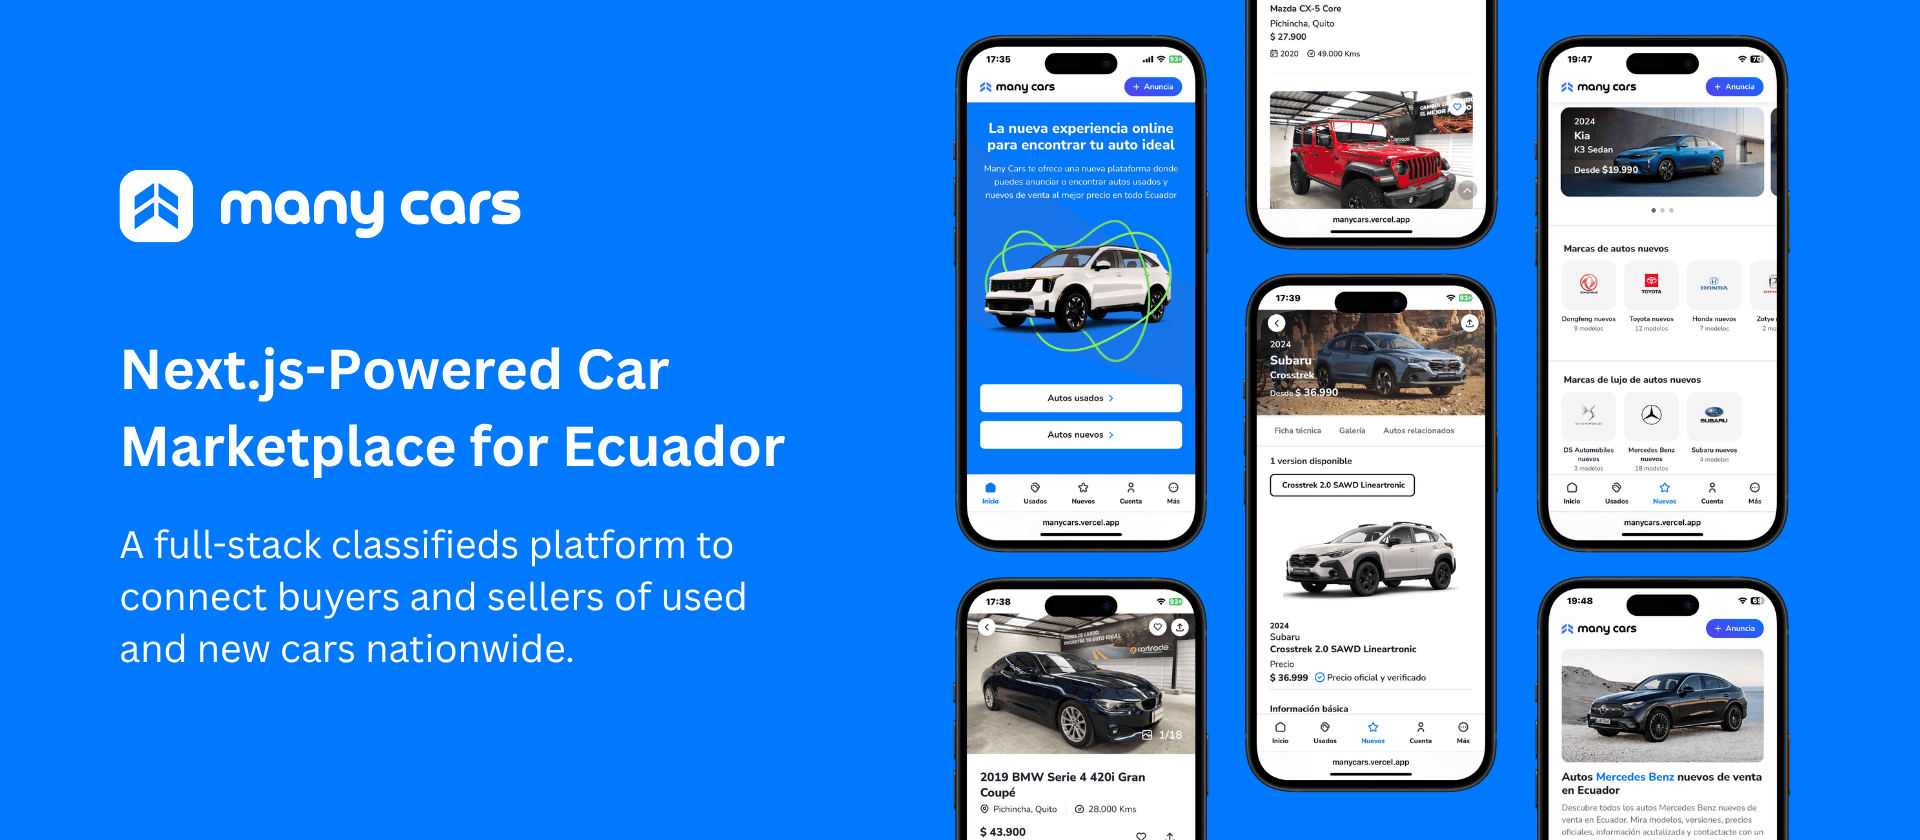 many cars
Next.js-Powered Car
Marketplace for Ecuador
A full-stack classifieds platform to
connect buyers and sellers of used
and new cars nationwide.
17:35
many cars
+ Anuncia
La nueva experiencia online
para encontrar tu auto ideal
Many Cars te ofrece una nueva plataforma donde
puedes anunciar o encontrar autos usados y
nuevos de venta al mejor precio en todo Ecuador
Autos usados
Autos nuevos
Inicio
Usados
Nuevos
Cuenta
Más
manycars.vercel.app
17:38
cartrade
1/18
2019 BMW Serie 4 420i Gran
Coupé
Pichincha, Quito
28.000 Kms
$ 43.900
Mazda CX-5 Core
Pichincha, Quito
$ 27.900
2020
49.000 Kms
manycars.vercel.app
17:39
2024
Subaru
Crosstrek
Desde $ 36.990
Ficha técnica
Galería
Autos relacionados
1 version disponible
Crosstrek 2.0 SAWD Lineartronic
2024
Subaru
Crosstrek 2.0 SAWD Lineartronic
Precio
$ 36.999
Precio oficial y verificado
Información básica
Inicio
Usados
Nuevos
Cuenta
Más
manycars.vercel.app
19:47
many cars
+ Anuncia
2024
Kia
K3 Sedan
Desde $19.990
Marcas de autos nuevos
TOYOTA
HONDA
Dongfeng nuevos
Toyota nuevos
Honda nuevos
Zotye
9 modelos
12 modelos
7 modelos
2 mo
Marcas de lujo de autos nuevos
SUBARU
DS Automobiles
nuevos
Mercedes Benz
nuevos
Subaru nuevos
3 modelos
18 modelos
4 modelos
Inicio
Usados
Nuevos
Cuenta
Más
manycars.vercel.app
19:48
many cars
+ Anuncia
Autos Mercedes Benz nuevos de venta
en Ecuador
Descubre todos los autos Mercedes Benz nuevos de
venta en Ecuador. Mira modelos, versiones, precios
oficiales, información acutalizada y contactacte con un